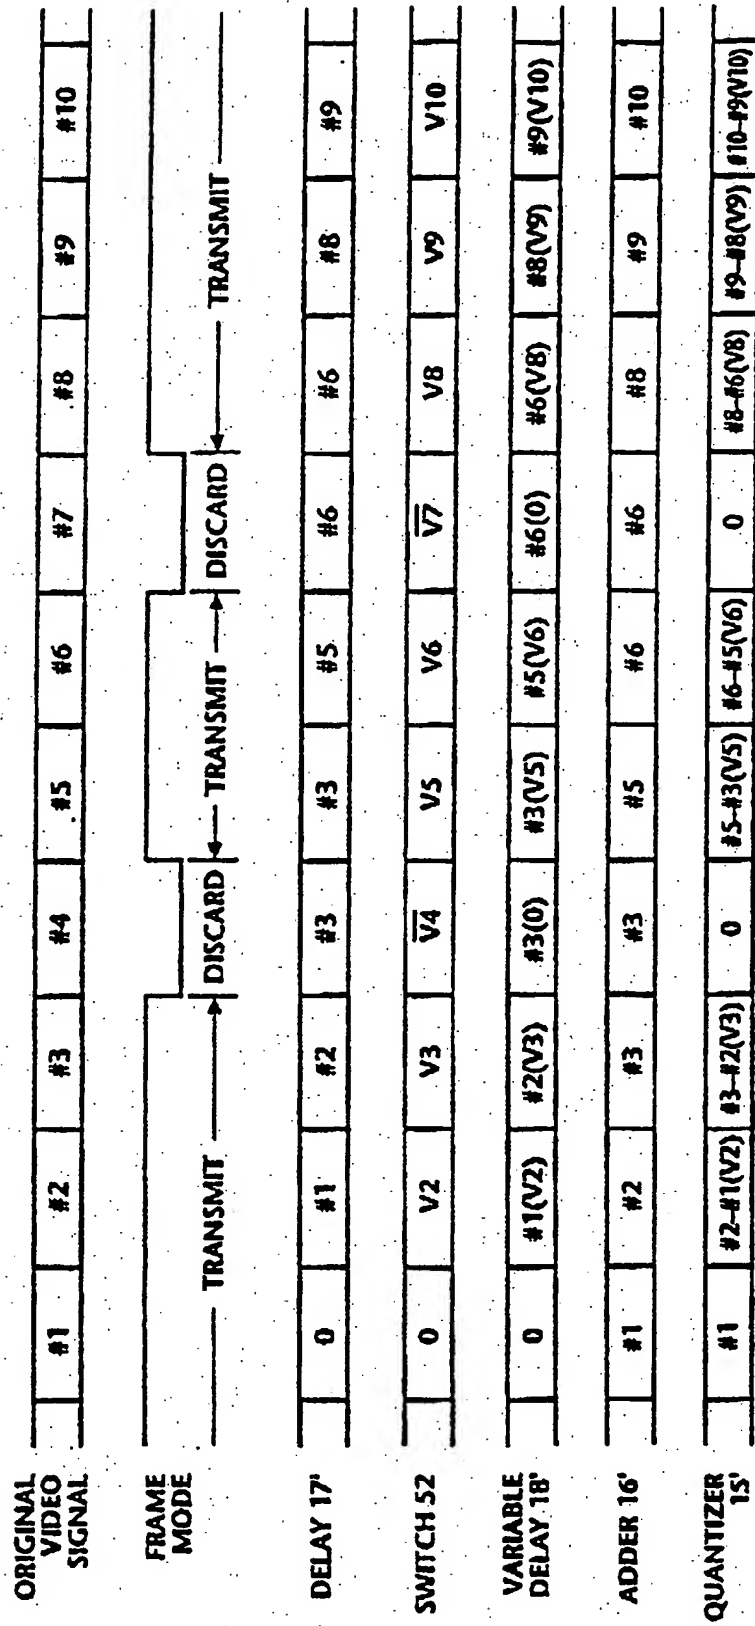 ORIGINAL
VIDEO
SIGNAL
#1 #2 #3 #4 #5 #6 #7 #8 #9 #10
FRAME
MODE
TRANSMIT DISCARD TRANSMIT DISCARD TRANSMIT
DELAY 17'
0 #1 #2 #3 #3 #5 #6 #6 #8 #9
SWITCH 52
0 V2 V3 V̅4̅ V5 V6 V̅7̅ V8 V9 V10
VARIABLE
DELAY 18'
0 #1(V2) #2(V3) #3(0) #3(V5) #5(V6) #6(0) #6(V8) #8(V9) #9(V10)
ADDER 16'
#1 #2 #3 #3 #5 #6 #6 #8 #9 #10
QUANTIZER
15'
#1 #2-#1(V2) #3-#2(V3) 0 #5-#3(V5) #6-#5(V6) 0 #8-#6(V8) #9-#8(V9) #10-#9(V10)